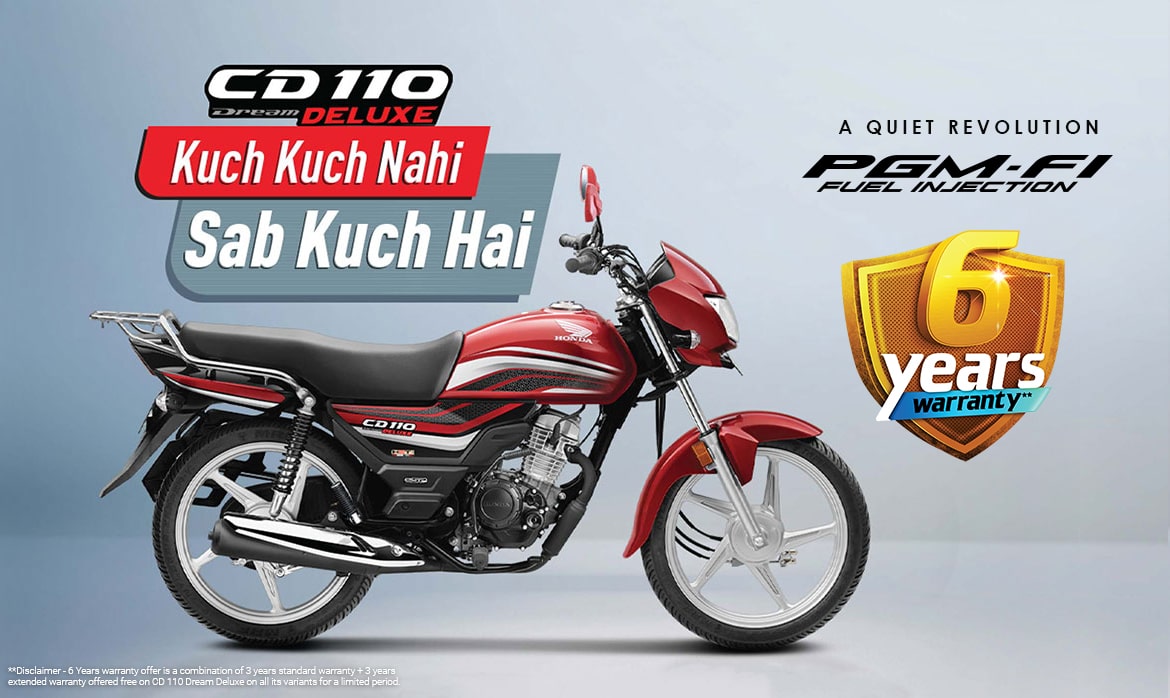 CD 110
Dream DELUXE
Kuch Kuch Nahi
Sab Kuch Hai
A QUIET REVOLUTION
PGM-FI
FUEL INJECTION
6
years
warranty**
HONDA
CD 110
DELUXE
HONDA
**Disclaimer - 6 Years warranty offer is a combination of 3 years standard warranty + 3 years
extended warranty offered free on CD 110 Dream Deluxe on all its variants for a limited period.